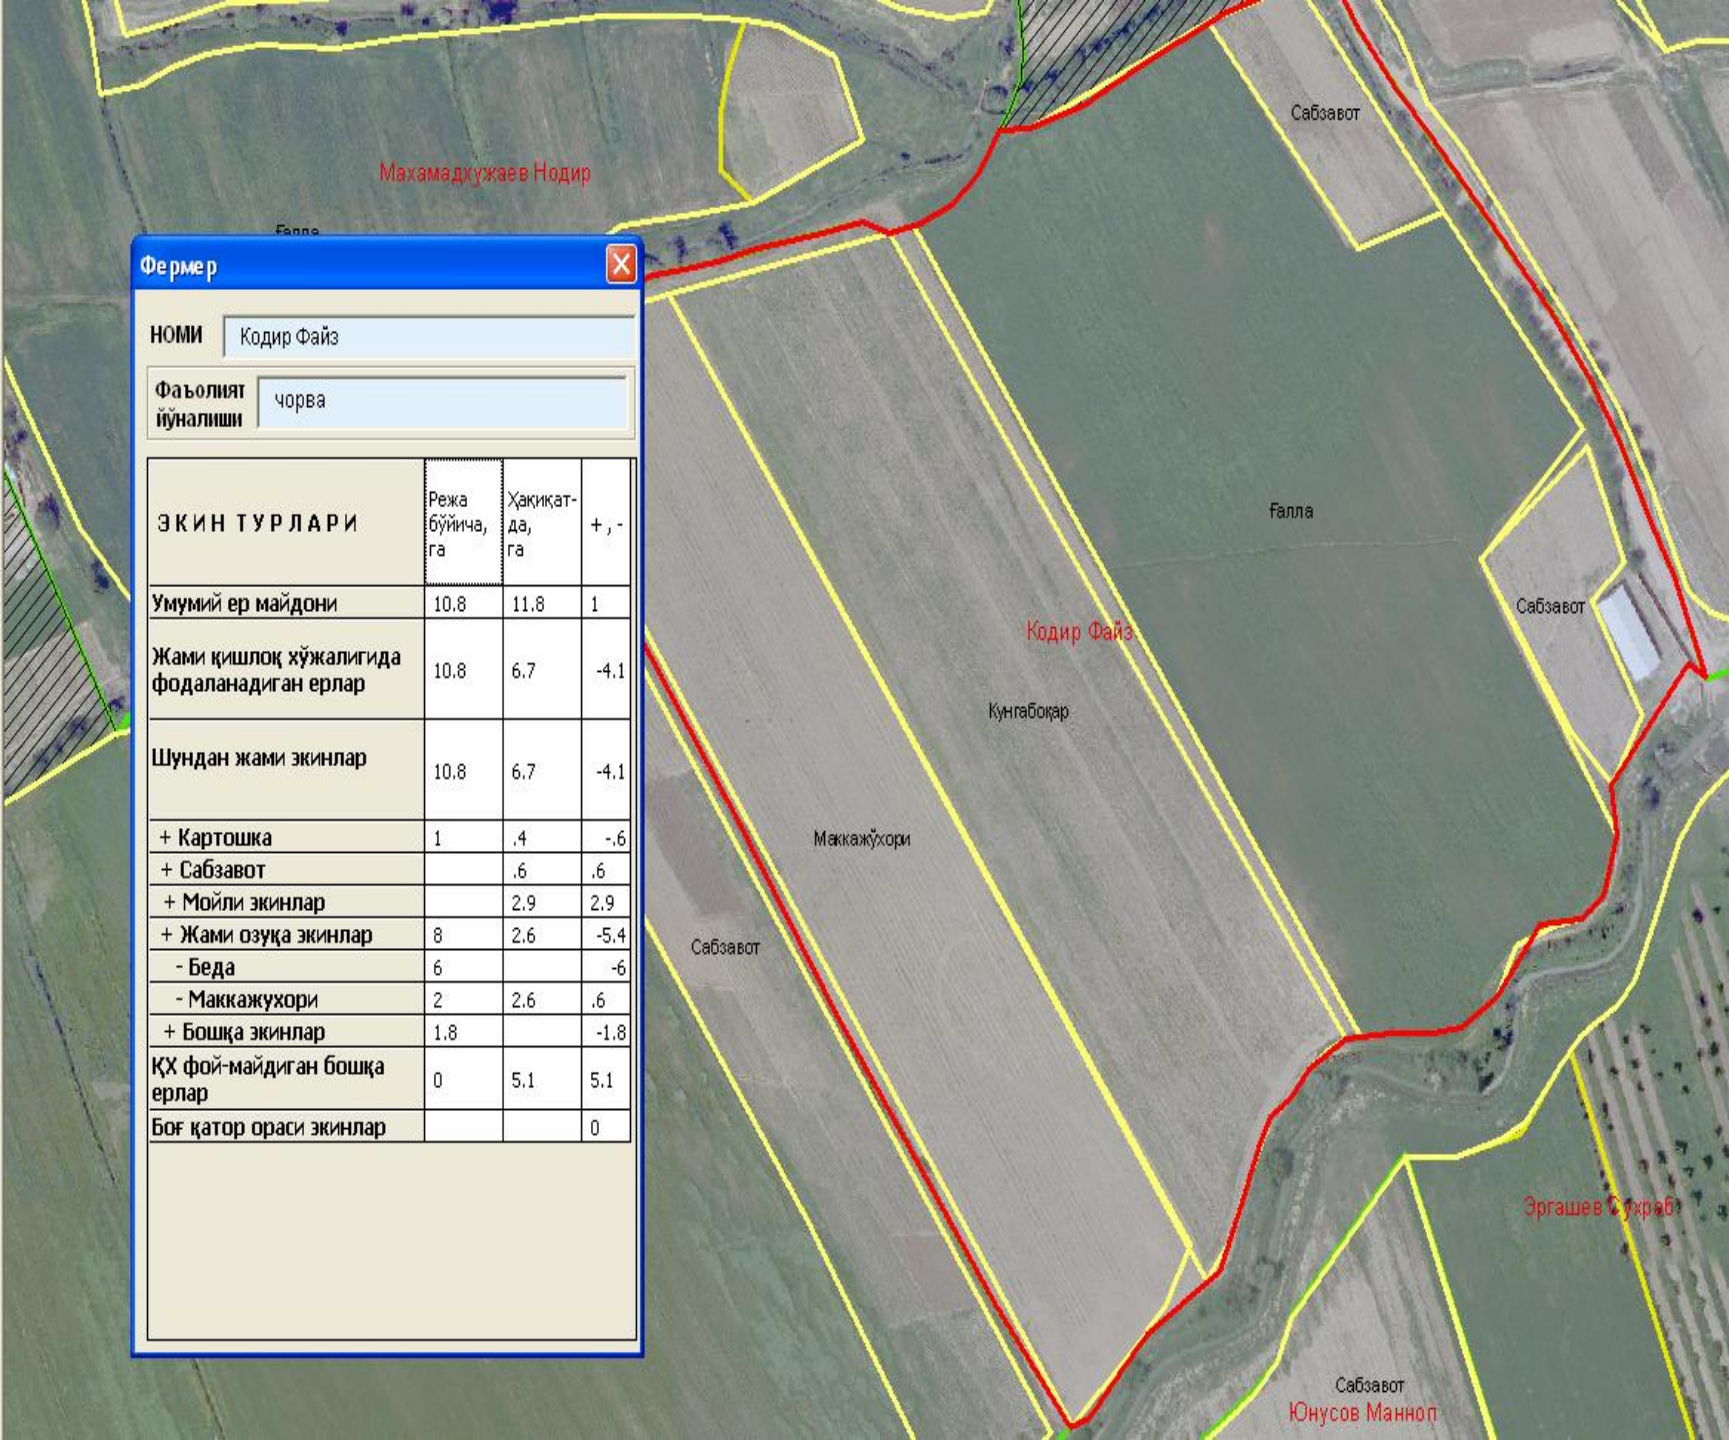 Сабзавот
Махамадхужаев Нодир
Ғалла
Фермер
НОМИ Кодир Файз
Фаъолият
йўналиши
чорва
ЭКИН ТУРЛАРИ
Режа
бўйича,
га
Ҳақиқат-
да,
га
+ , -
Умумий ер майдони 10.8 11.8 1
Жами қишлоқ хўжалигида
фодаланадиган ерлар
10.8 6.7 -4.1
Шундан жами экинлар
10.8 6.7 -4.1
+ Картошка 1 .4 -.6
+ Сабзавот .6 .6
+ Мойли экинлар 2.9 2.9
+ Жами озуқа экинлар 8 2.6 -5.4
- Беда 6 -6
- Маккажухори 2 2.6 .6
+ Бошқа экинлар 1.8 -1.8
ҚХ фой-майдиган бошқа
ерлар
0 5.1 5.1
Боғ қатор ораси экинлар 0
Ғалла
Сабзавот
Кодир Файз
Кунгабоқар
Маккажўхори
Сабзавот
Эргашев Сухроб
Сабзавот
Юнусов Манноп